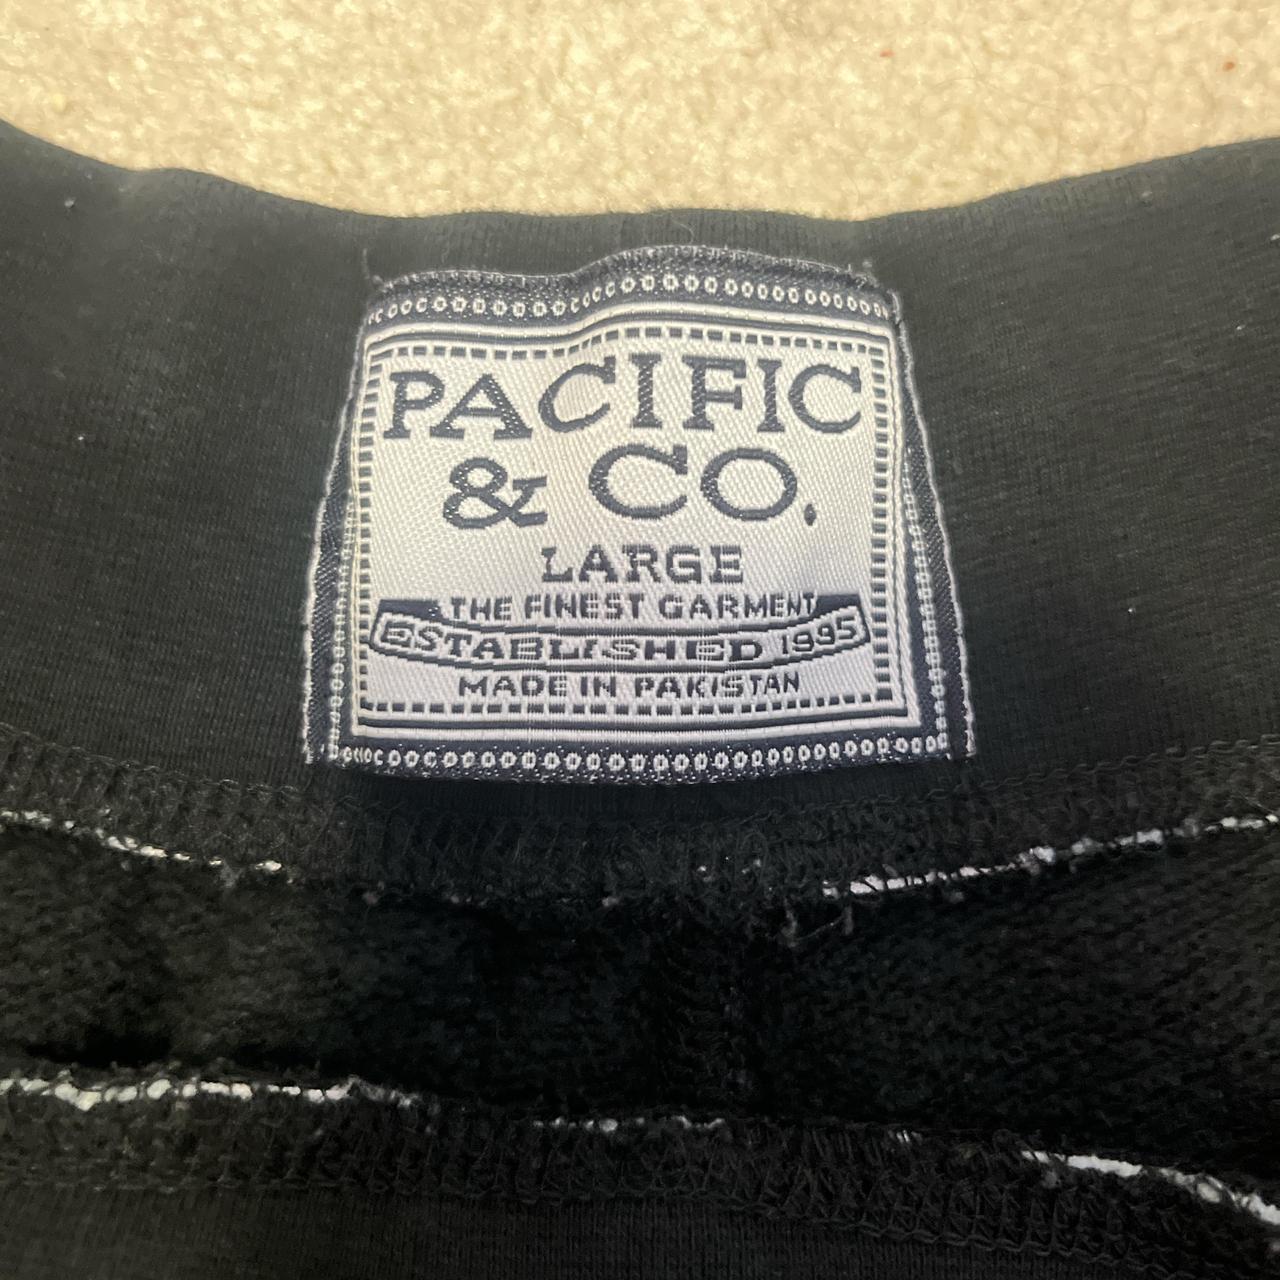 PACIFIC
& CO.
LARGE
THE FINEST GARMENT
ESTABLISHED 1995
MADE IN PAKISTAN